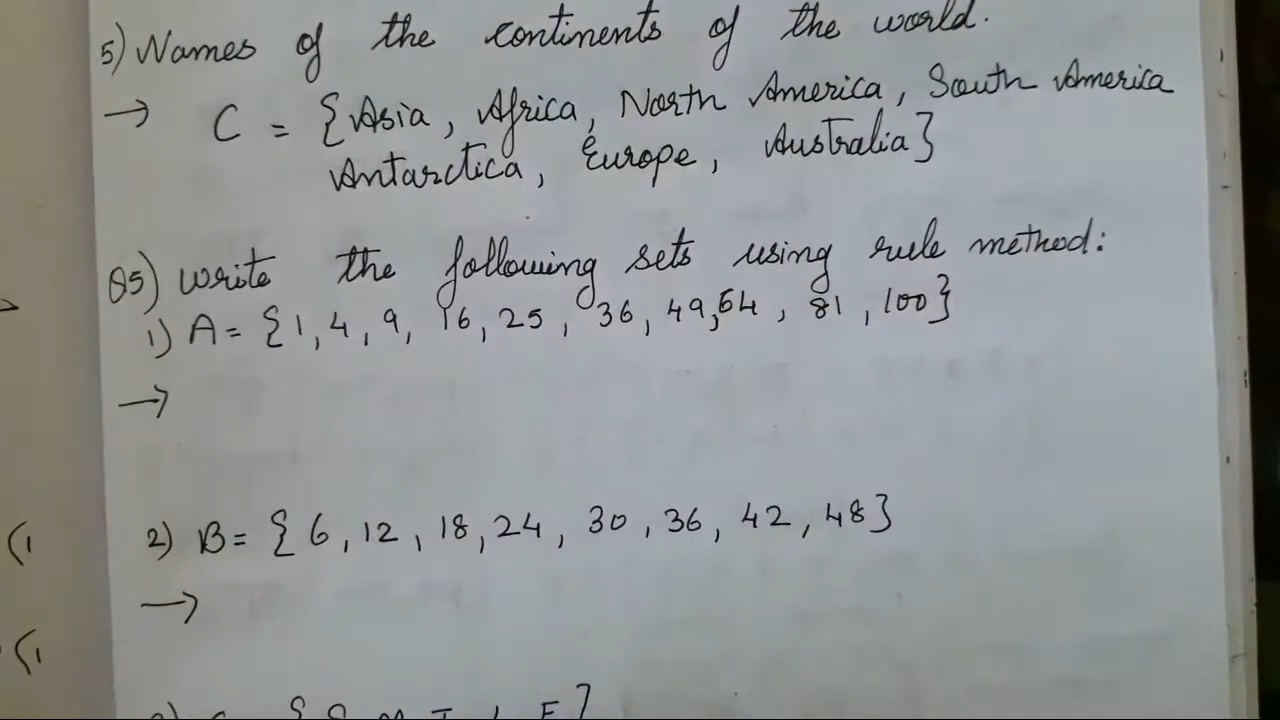 5) Names of the continents of the world.
→ C = {Asia, Africa, North America, South America
Antarctica, Europe, Australia}
Q5) Write the following sets using rule method:
1) A = {1, 4, 9, 16, 25, 36, 49, 64, 81, 100}
→
2) B = {6, 12, 18, 24, 30, 36, 42, 48}
→